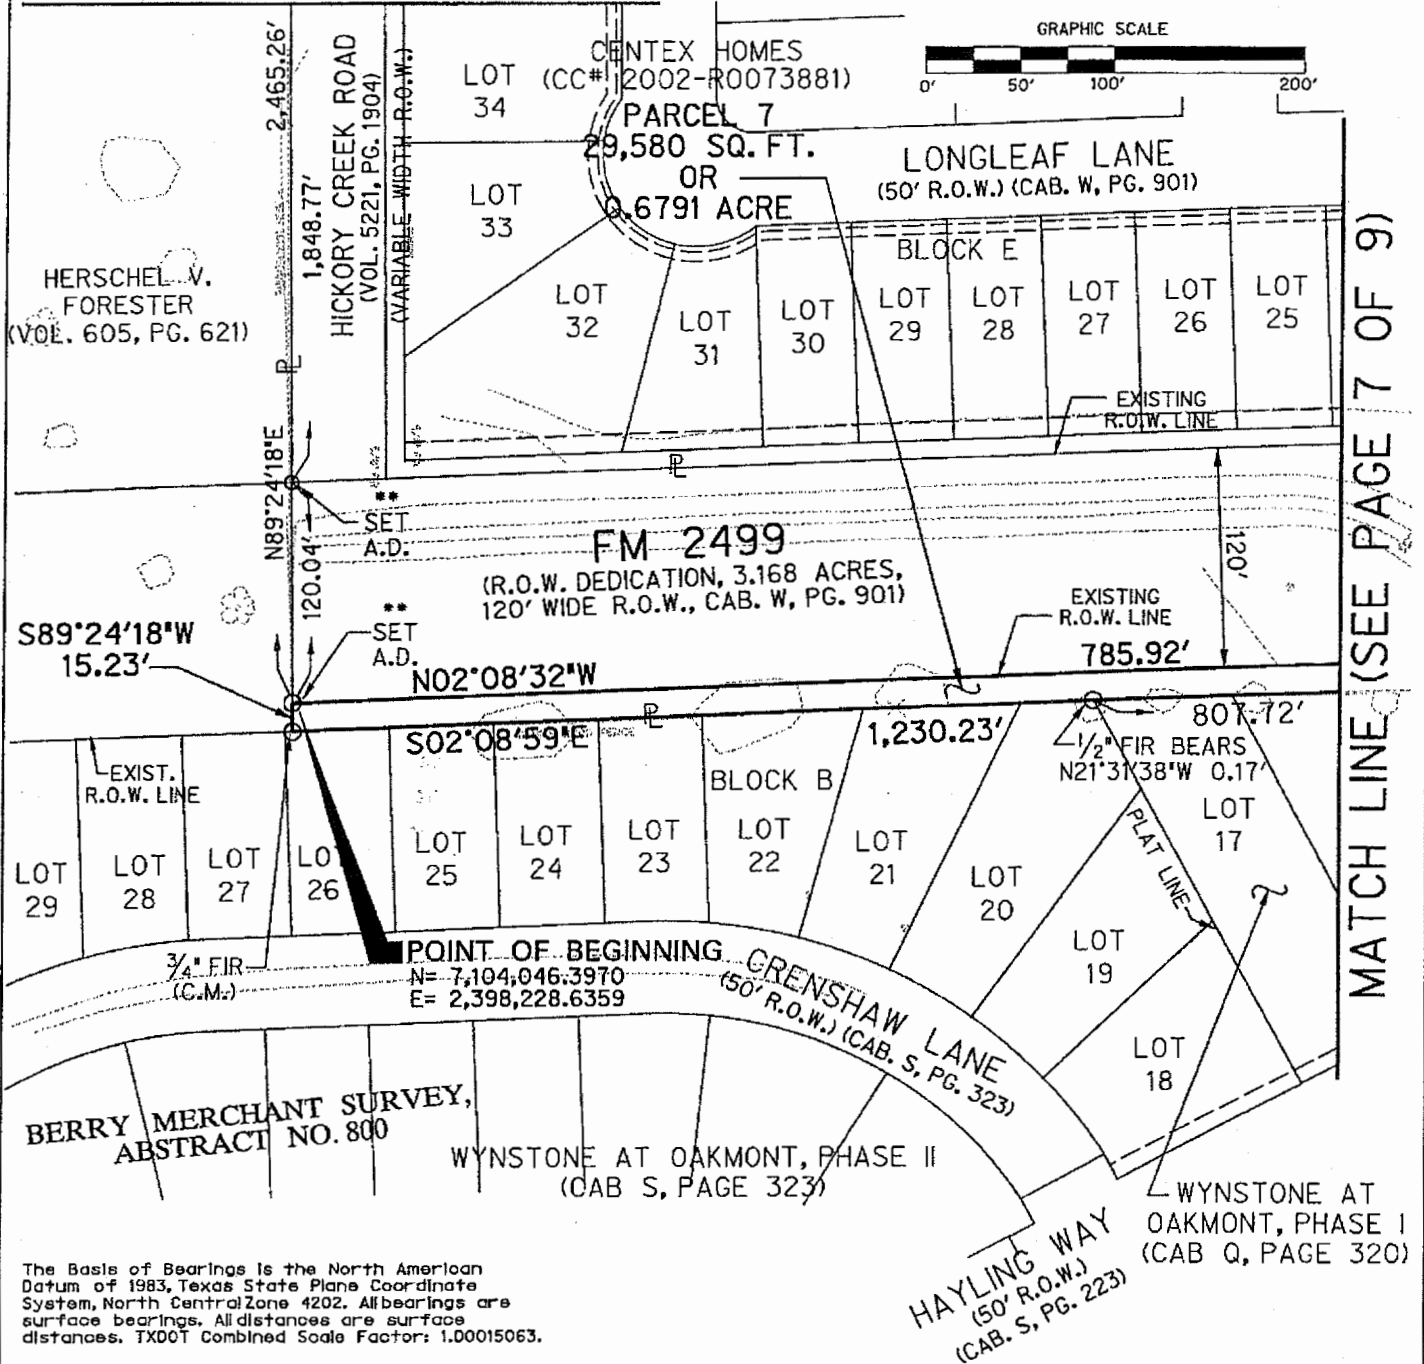 GRAPHIC SCALE
0' 50' 100' 200'
2,465.26'
1,848.77'
HICKORY CREEK ROAD
(VOL. 5221, PG. 1904)
(VARIABLE WIDTH R.O.W.)
LOT
34
CENTEX HOMES
(CC# 2002-R0073881)
PARCEL 7
29,580 SQ. FT.
OR
0.6791 ACRE
LOT
33
LONGLEAF LANE
(50' R.O.W.) (CAB. W, PG. 901)
BLOCK E
HERSCHEL V.
FORESTER
(VOL. 605, PG. 621)
LOT
32
LOT
31
LOT
30
LOT
29
LOT
28
LOT
27
LOT
26
LOT
25
EXISTING
R.O.W. LINE
PL
PL
N89°24'18"E
120.04'
**
SET
A.D.
FM 2499
(R.O.W. DEDICATION, 3.168 ACRES,
120' WIDE R.O.W., CAB. W, PG. 901)
120'
**
SET
A.D.
EXISTING
R.O.W. LINE
S89°24'18"W
15.23'
N02°08'32"W
785.92'
S02°08'59"E
PL
1,230.23'
807.72'
1/2" FIR BEARS
N21°31'38"W 0.17'
EXIST.
R.O.W. LINE
BLOCK B
LOT
29
LOT
28
LOT
27
LOT
26
LOT
25
LOT
24
LOT
23
LOT
22
LOT
21
LOT
20
LOT
19
LOT
18
LOT
17
PLAT LINE
3/4" FIR
(C.M.)
POINT OF BEGINNING
N= 7,104,046.3970
E= 2,398,228.6359
CRENSHAW LANE
(50' R.O.W.) (CAB. S, PG. 323)
BERRY MERCHANT SURVEY,
ABSTRACT NO. 800
WYNSTONE AT OAKMONT, PHASE II
(CAB S, PAGE 323)
HAYLING WAY
(50' R.O.W.)
(CAB. S, PG. 223)
WYNSTONE AT
OAKMONT, PHASE I
(CAB Q, PAGE 320)
MATCH LINE (SEE PAGE 7 OF 9)
The Basis of Bearings is the North American
Datum of 1983, Texas State Plane Coordinate
System, North Central Zone 4202. All bearings are
surface bearings. All distances are surface
distances. TXDOT Combined Scale Factor: 1.00015063.